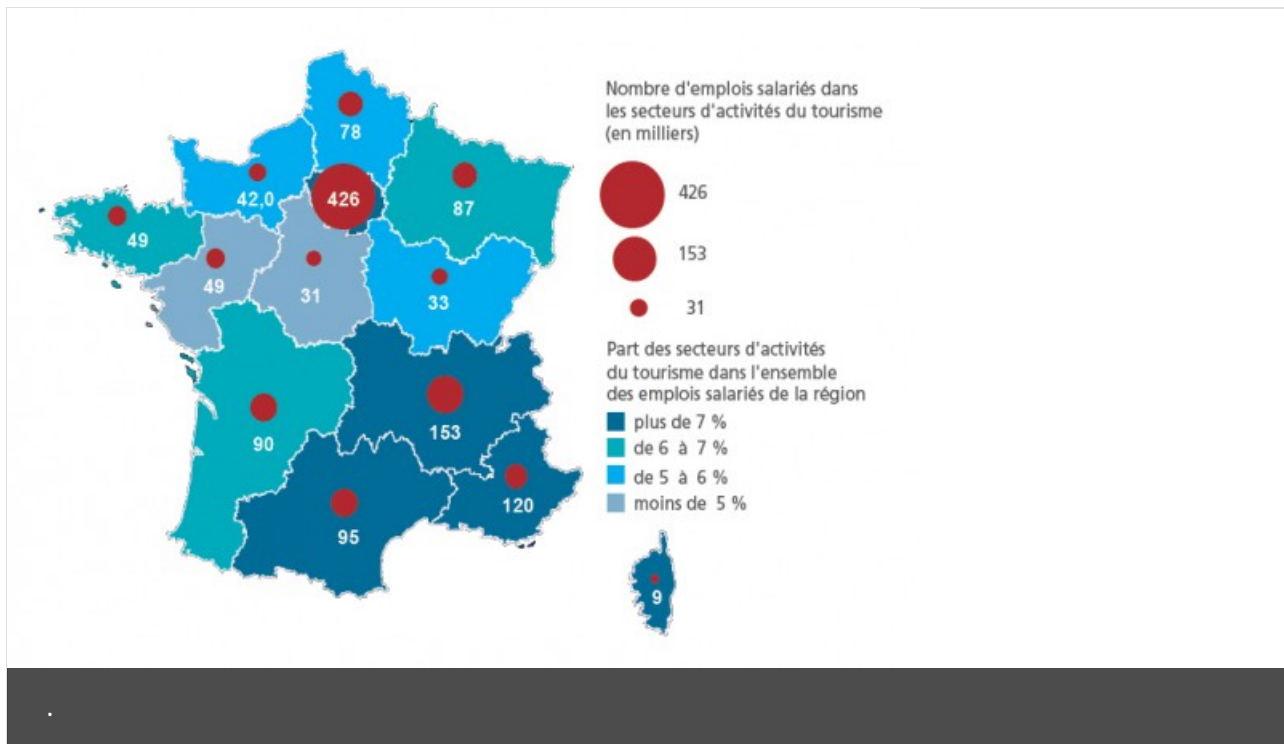 Nombre d'emplois salariés dans
les secteurs d'activités du tourisme
(en milliers)
426
153
31
Part des secteurs d'activités
du tourisme dans l'ensemble
des emplois salariés de la région
plus de 7 %
de 6 à 7 %
de 5 à 6 %
moins de 5 %
78
42,0
426
87
49
49
31
33
90
153
95
120
9
.